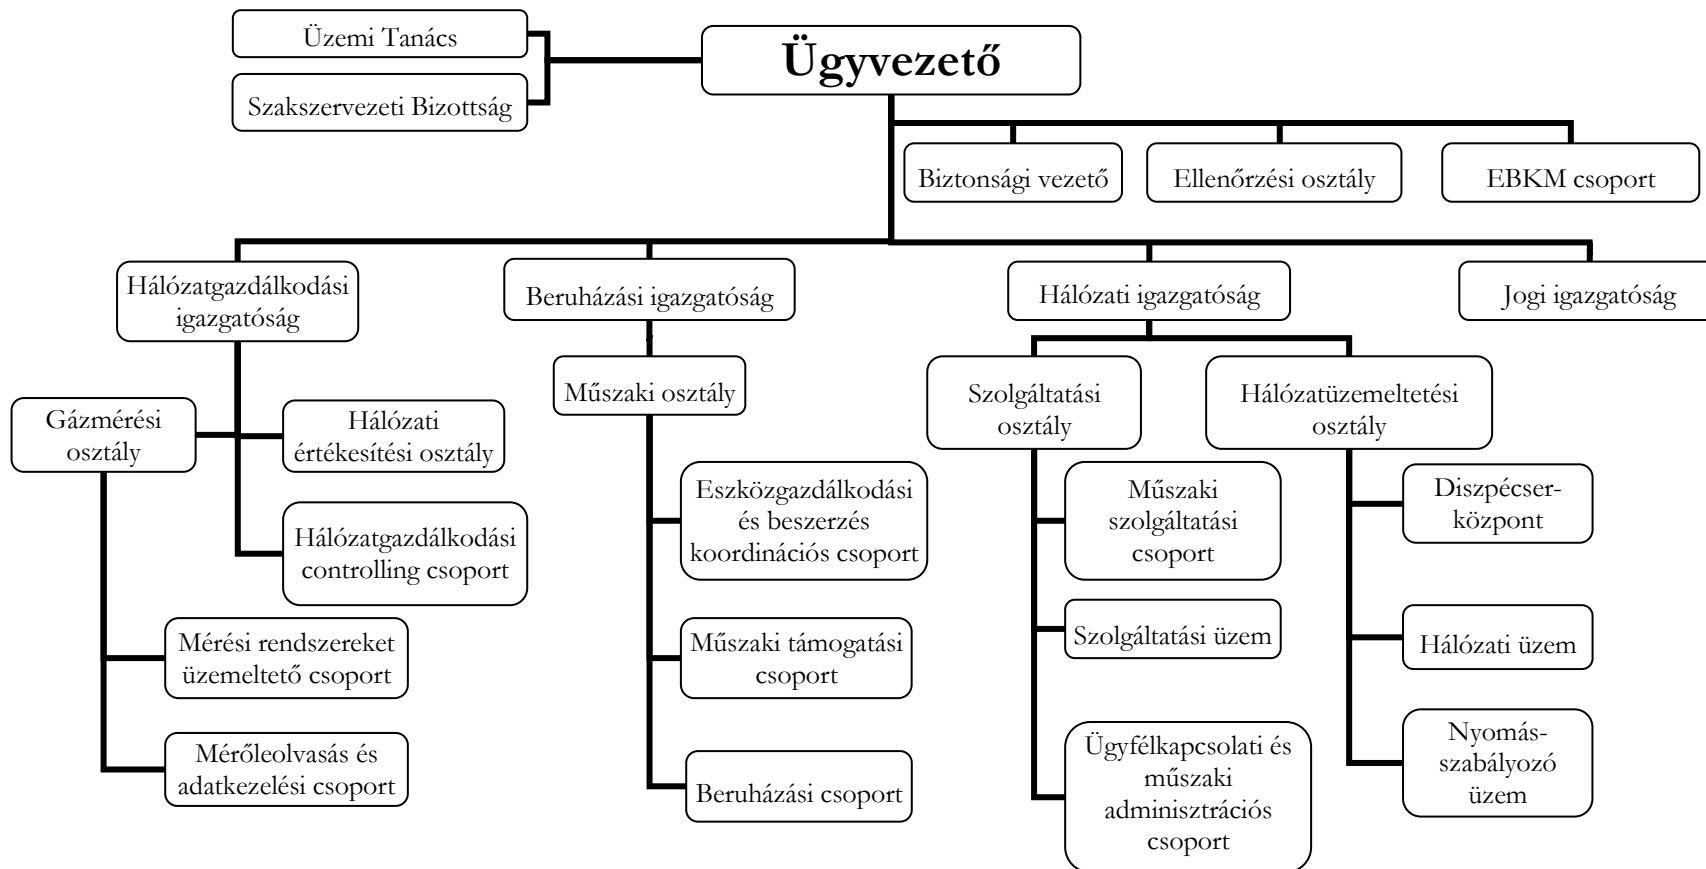 Üzemi Tanács
Ügyvezető
Szakszervezeti Bizottság
Biztonsági vezető
Ellenőrzési osztály
EBKM csoport
Hálózatgazdálkodási
igazgatóság
Beruházási igazgatóság
Hálózati igazgatóság
Jogi igazgatóság
Műszaki osztály
Szolgáltatási
osztály
Hálózatüzemeltetési
osztály
Gázmérési
osztály
Hálózati
értékesítési osztály
Eszközgazdálkodási
és beszerzés
koordinációs csoport
Műszaki
szolgáltatási
csoport
Diszpécser-
központ
Hálózatgazdálkodási
controlling csoport
Mérési rendszereket
üzemeltető csoport
Műszaki támogatási
csoport
Szolgáltatási üzem
Hálózati üzem
Mérőleolvasás és
adatkezelési csoport
Beruházási csoport
Ügyfélkapcsolati és
műszaki
adminisztrációs
csoport
Nyomás-
szabályozó
üzem